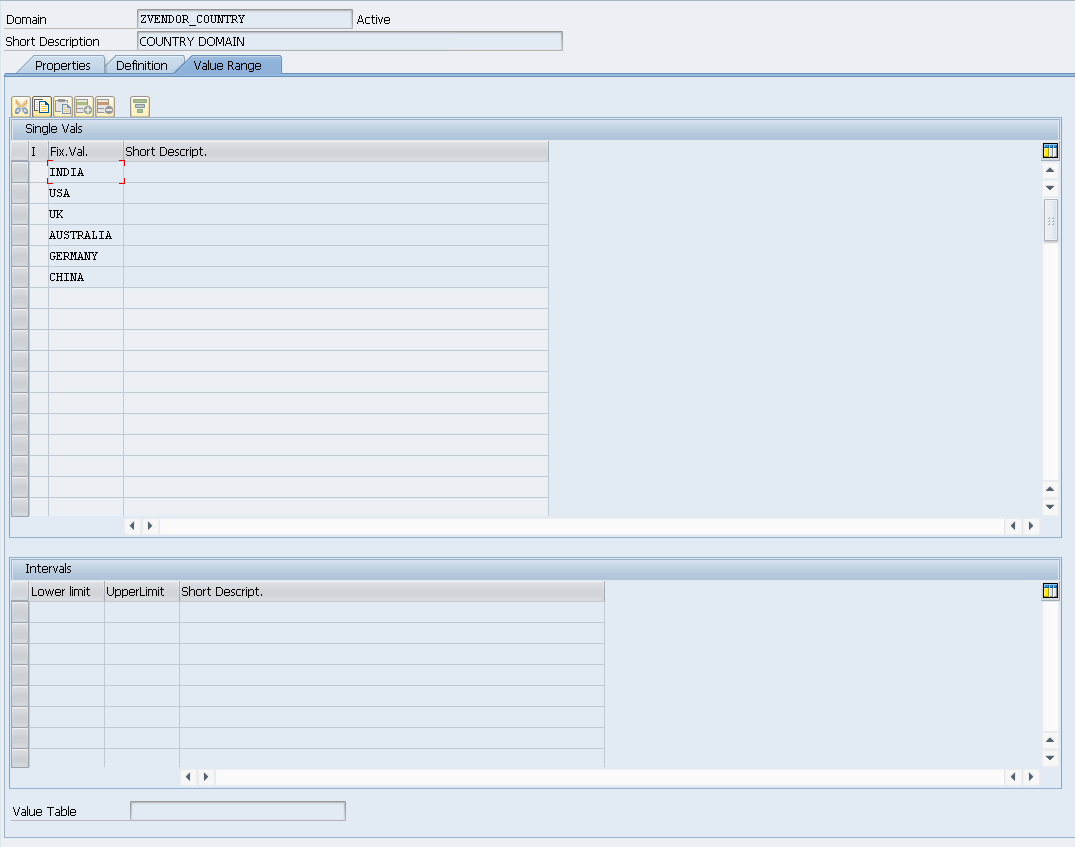 Domain ZVENDOR_COUNTRY Active
Short Description COUNTRY DOMAIN
Properties Definition Value Range
Single Vals
I Fix.Val. Short Descript.
INDIA
USA
UK
AUSTRALIA
GERMANY
CHINA
Intervals
Lower limit UpperLimit Short Descript.
Value Table